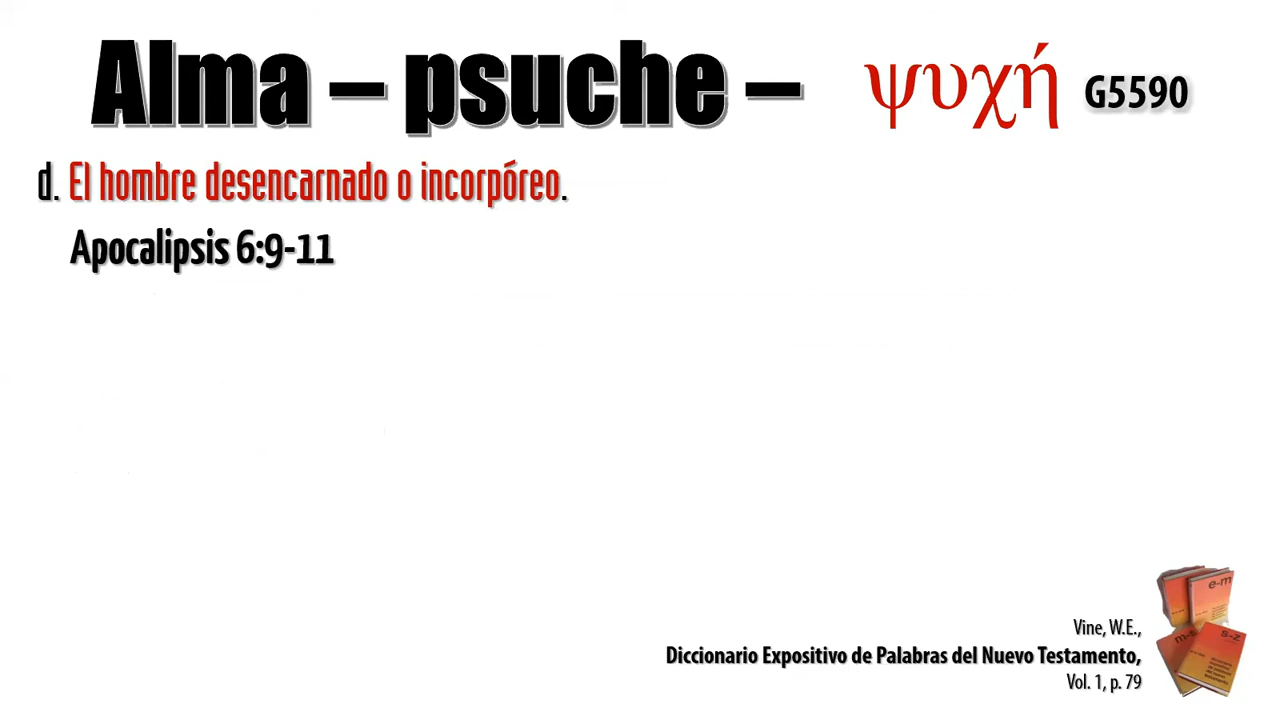 Alma – psuche – ψυχή G5590
d. El hombre desencarnado o incorpóreo.
Apocalipsis 6:9-11
e-m
m-s
s-z
Vine, W.E.,
Diccionario Expositivo de Palabras del Nuevo Testamento,
Vol. 1, p. 79